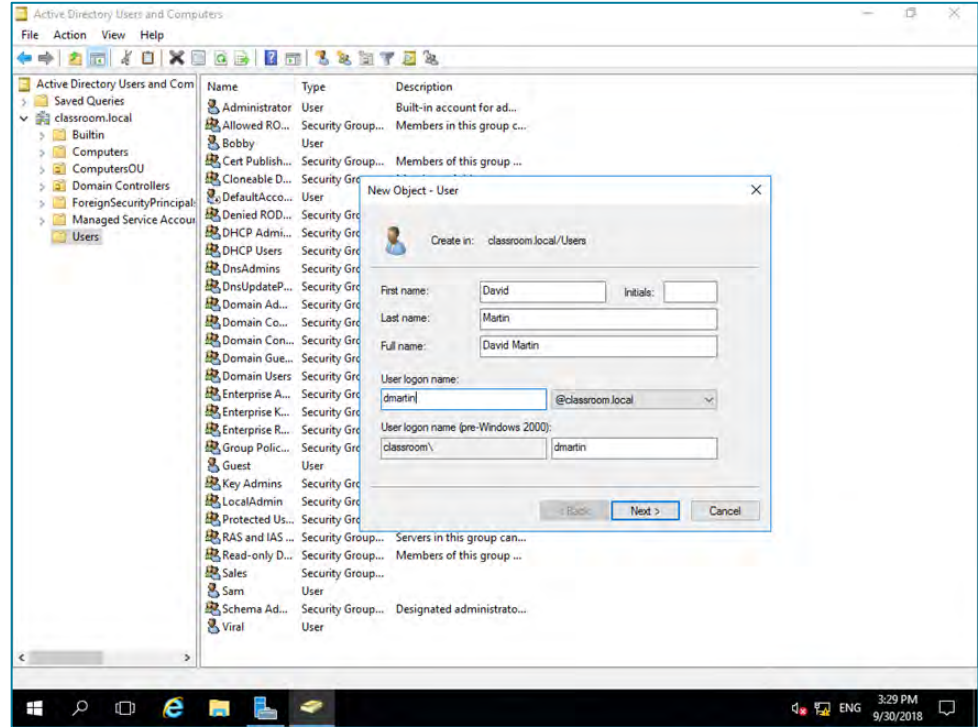 Active Directory Users and Computers
File Action View Help
Active Directory Users and Com
Saved Queries
classroom.local
Builtin
Computers
ComputersOU
Domain Controllers
ForeignSecurityPrincipal
Managed Service Accour
Users
Name Type Description
Administrator User Built-in account for ad...
Allowed RO... Security Group... Members in this group c...
Bobby User
Cert Publish... Security Group... Members of this group ...
Cloneable D... Security Gro
DefaultAcco... User
Denied ROD... Security Gro
DHCP Admi... Security Gro
DHCP Users Security Gro
DnsAdmins Security Gro
DnsUpdateP... Security Gro
Domain Ad... Security Gro
Domain Co... Security Gro
Domain Con... Security Gro
Domain Gue... Security Gro
Domain Users Security Gro
Enterprise A... Security Gro
Enterprise K... Security Gro
Enterprise R... Security Gro
Group Polic... Security Gro
Guest User
Key Admins Security Gro
LocalAdmin Security Gro
Protected Us... Security Gro
RAS and IAS ... Security Group... Servers in this group can...
Read-only D... Security Group... Members of this group ...
Sales Security Group...
Sam User
Schema Ad... Security Group... Designated administrato...
Viral User
New Object - User
Create in: classroom.local/Users
First name: David Initials:
Last name: Martin
Full name: David Martin
User logon name:
dmartin @classroom.local
User logon name (pre-Windows 2000):
classroom\ dmartin
< Back Next > Cancel
ENG 3:29 PM
9/30/2018